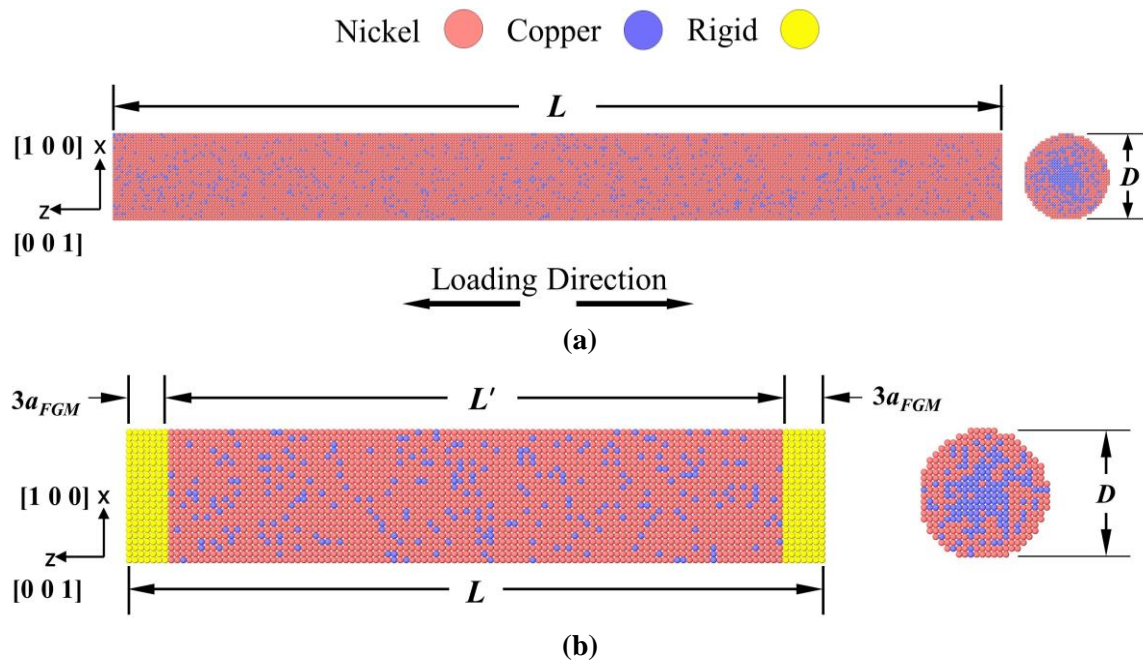 Nickel Copper Rigid
L
[1 0 0] x
D
z
[0 0 1]
Loading Direction
(a)
3a_FGM L′ 3a_FGM
[1 0 0] x
D
z
[0 0 1]
L
(b)